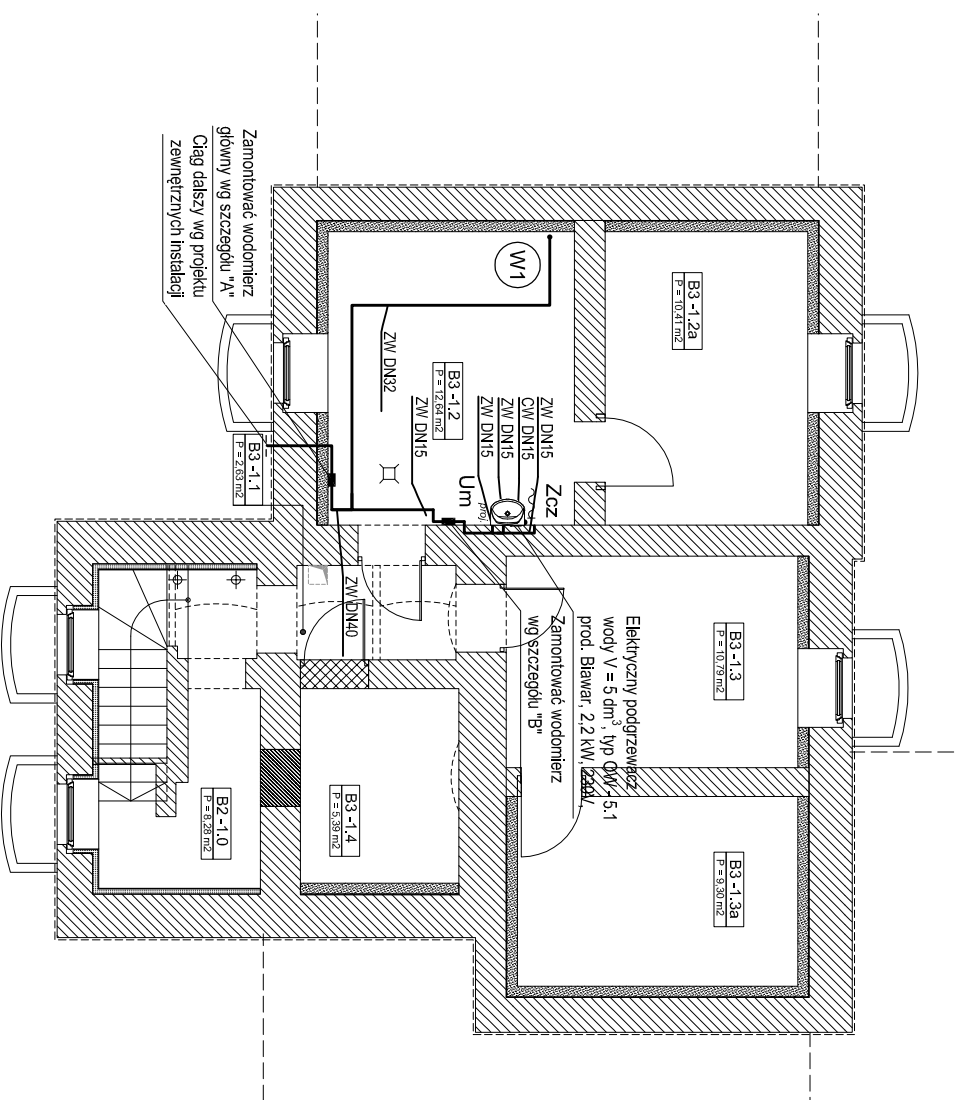 Zamontować wodomierz
główny wg szczegółu "A"
Ciąg dalszy wg projektu
zewnętrznych instalacji
W1
B3 -1.2a
P = 10,41 m2
ZW DN32
B3 -1.2
P = 12,64 m2
ZW DN15
ZW DN15
CW DN15
ZW DN15
ZW DN15
Zcz
Um
B3 -1.1
P = 2,63 m2
ZW DN40
Elektryczny podgrzewacz
wody V = 5 dm³, typ OW - 5.1
prod. Biawar, 2,2 kW, 230V
Zamontować wodomierz
wg szczegółu "B"
B3 -1.3
P = 10,79 m2
B3 -1.3a
P = 9,30 m2
B3 -1.4
P = 5,39 m2
B2 -1.0
P = 8,28 m2